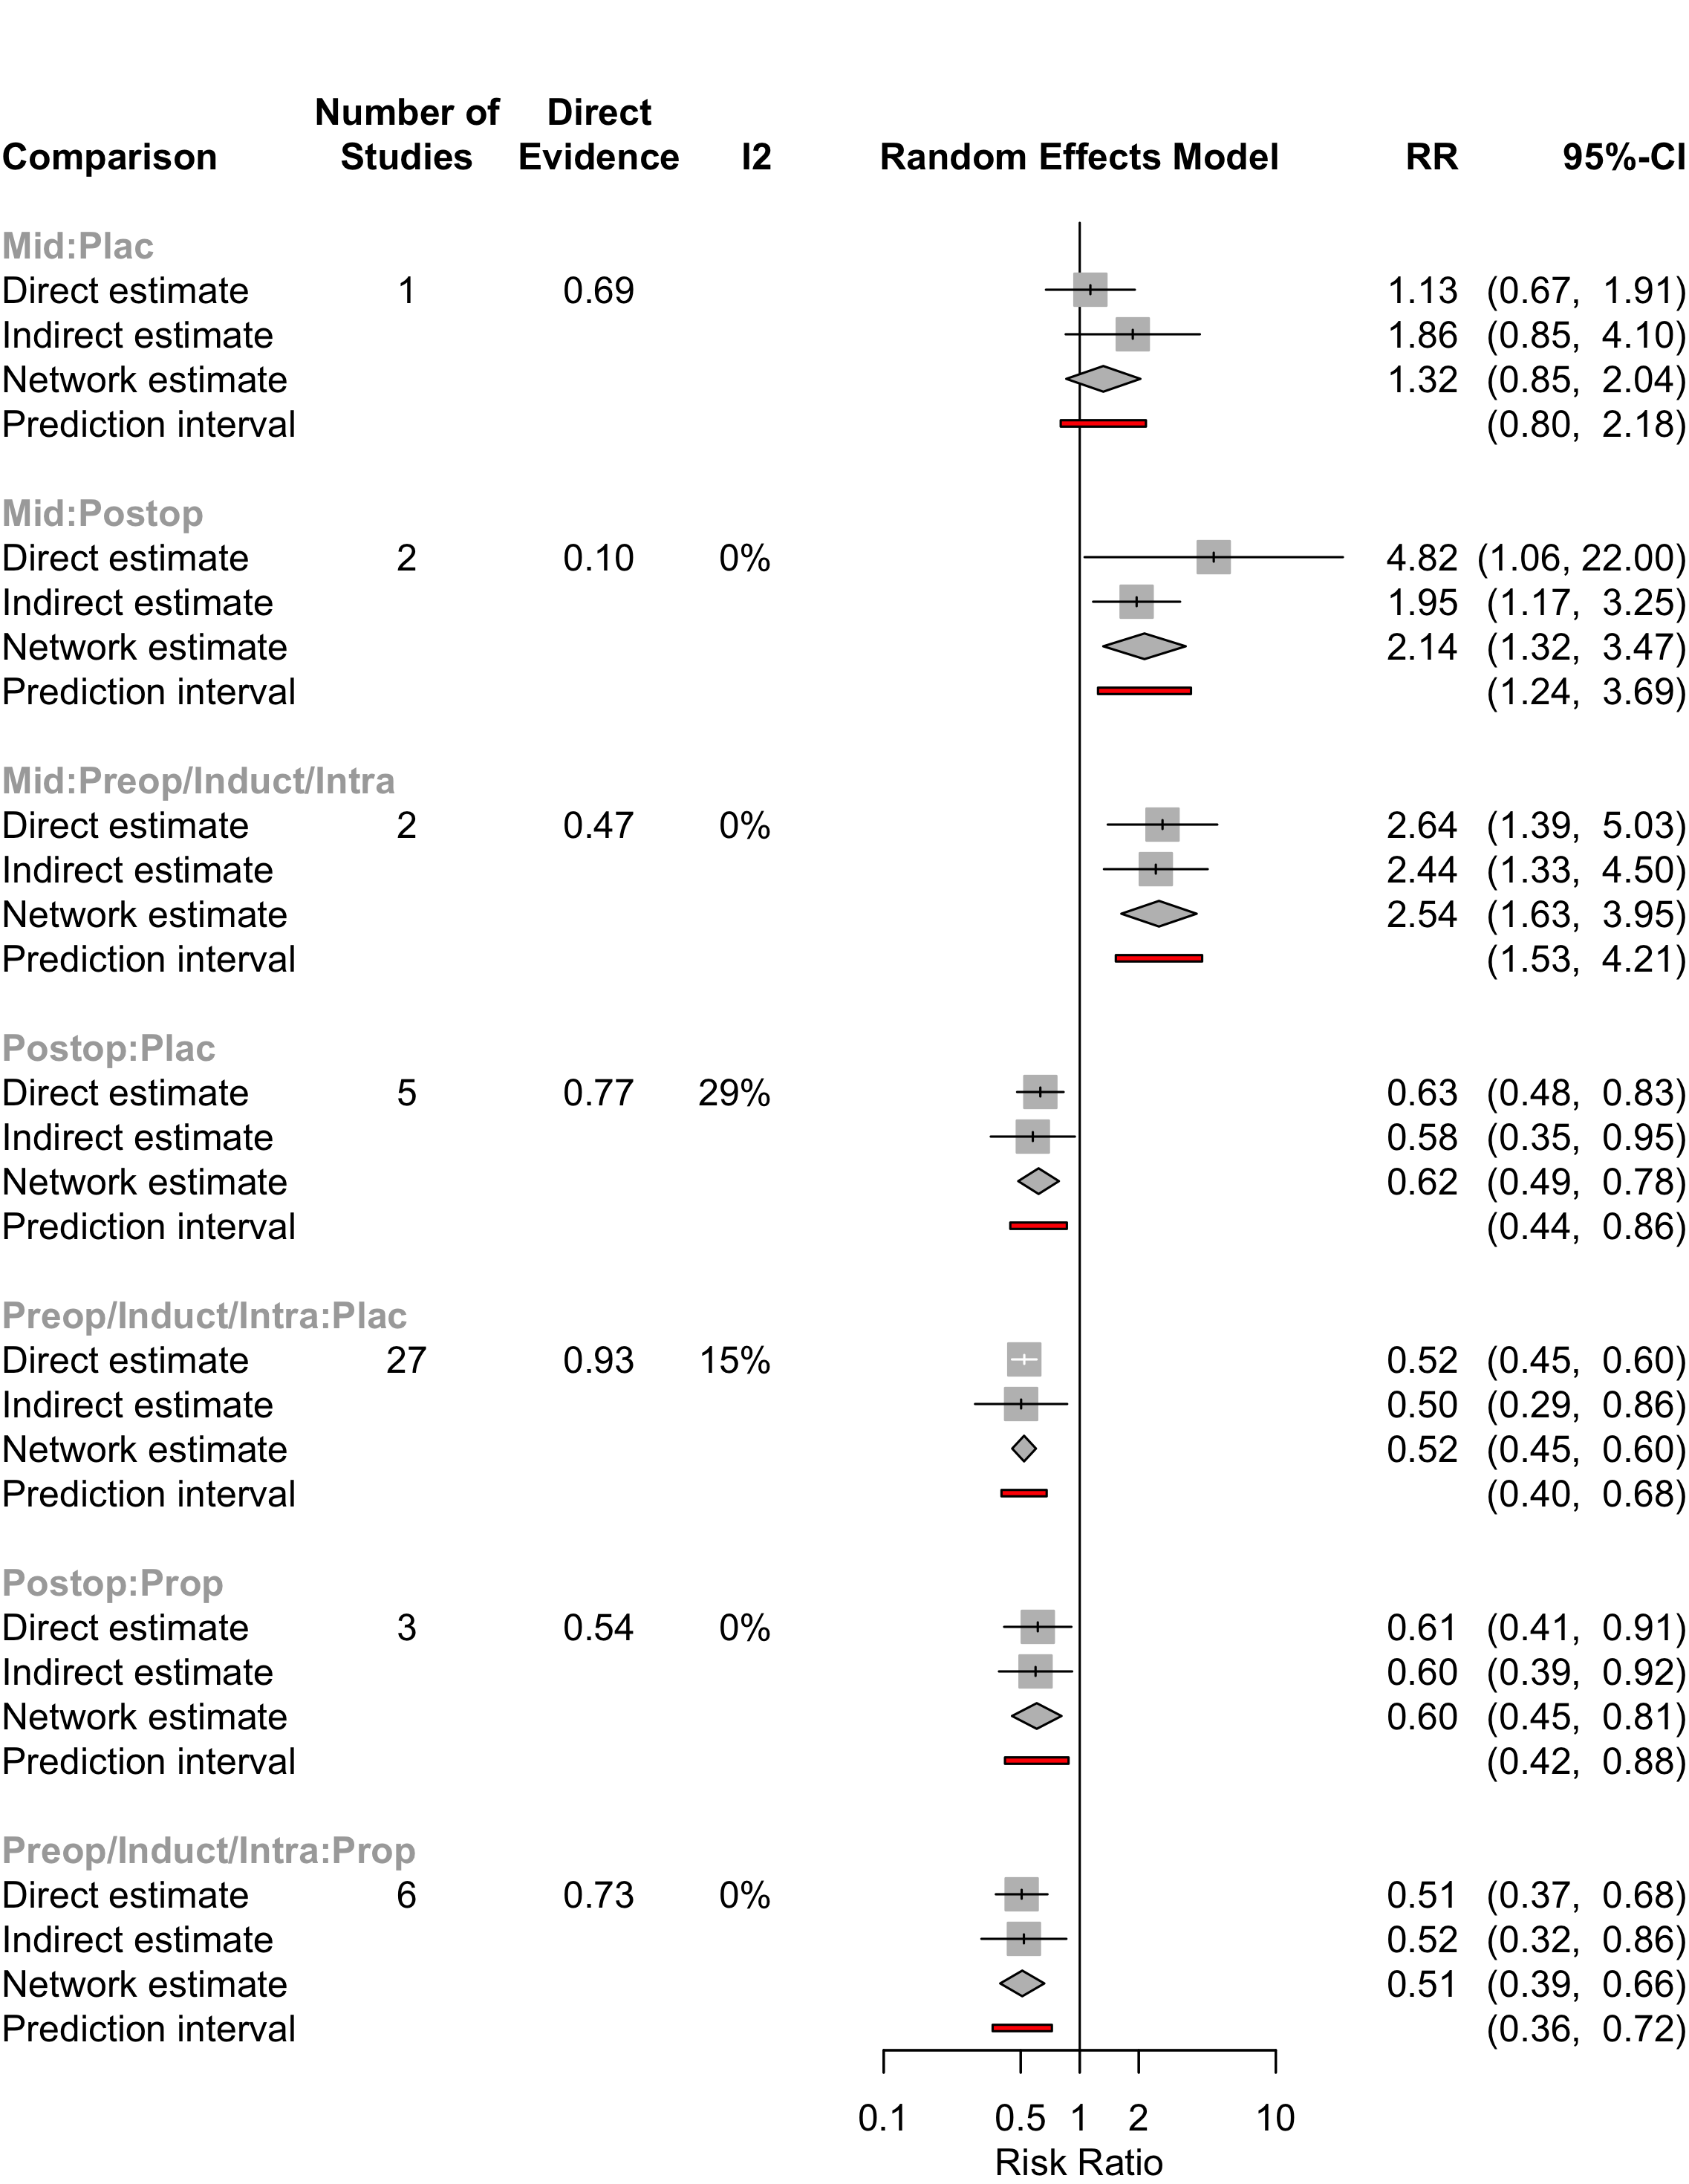 Number of Direct
Comparison Studies Evidence I2 Random Effects Model RR 95%-CI
Mid:Plac
Direct estimate 1 0.69 1.13 (0.67, 1.91)
Indirect estimate 1.86 (0.85, 4.10)
Network estimate 1.32 (0.85, 2.04)
Prediction interval (0.80, 2.18)
Mid:Postop
Direct estimate 2 0.10 0% 4.82 (1.06, 22.00)
Indirect estimate 1.95 (1.17, 3.25)
Network estimate 2.14 (1.32, 3.47)
Prediction interval (1.24, 3.69)
Mid:Preop/Induct/Intra
Direct estimate 2 0.47 0% 2.64 (1.39, 5.03)
Indirect estimate 2.44 (1.33, 4.50)
Network estimate 2.54 (1.63, 3.95)
Prediction interval (1.53, 4.21)
Postop:Plac
Direct estimate 5 0.77 29% 0.63 (0.48, 0.83)
Indirect estimate 0.58 (0.35, 0.95)
Network estimate 0.62 (0.49, 0.78)
Prediction interval (0.44, 0.86)
Preop/Induct/Intra:Plac
Direct estimate 27 0.93 15% 0.52 (0.45, 0.60)
Indirect estimate 0.50 (0.29, 0.86)
Network estimate 0.52 (0.45, 0.60)
Prediction interval (0.40, 0.68)
Postop:Prop
Direct estimate 3 0.54 0% 0.61 (0.41, 0.91)
Indirect estimate 0.60 (0.39, 0.92)
Network estimate 0.60 (0.45, 0.81)
Prediction interval (0.42, 0.88)
Preop/Induct/Intra:Prop
Direct estimate 6 0.73 0% 0.51 (0.37, 0.68)
Indirect estimate 0.52 (0.32, 0.86)
Network estimate 0.51 (0.39, 0.66)
Prediction interval (0.36, 0.72)
0.1 0.5 1 2 10
Risk Ratio